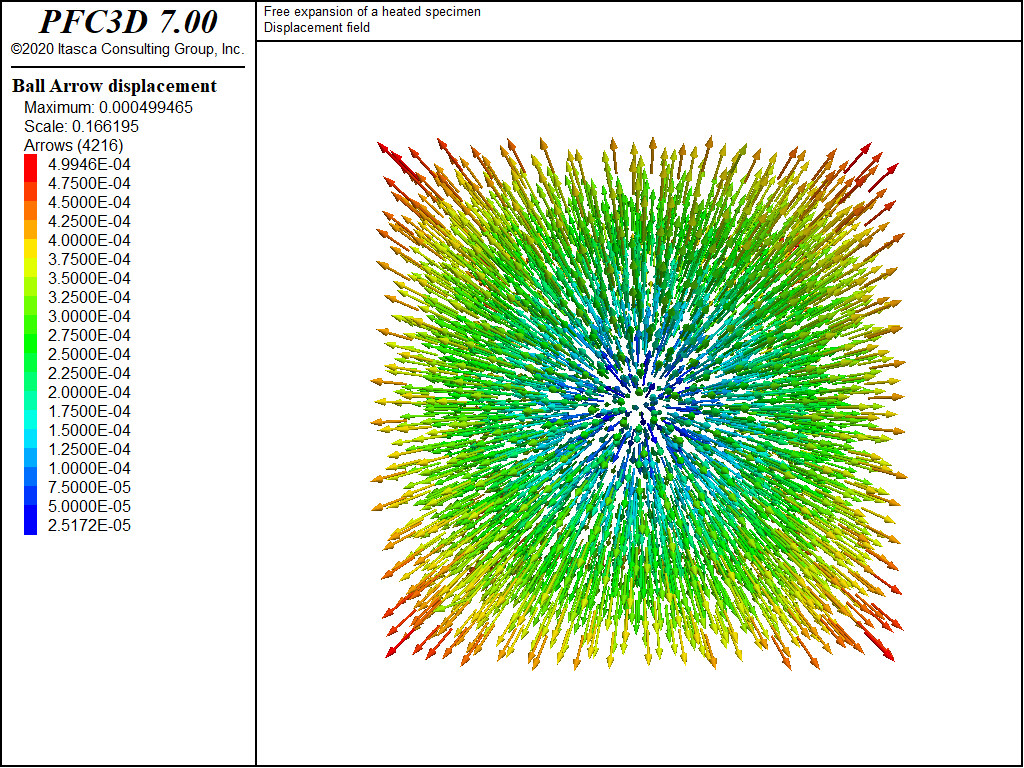 PFC3D 7.00
©2020 Itasca Consulting Group, Inc.
Ball Arrow displacement
Maximum: 0.000499465
Scale: 0.166195
Arrows (4216)
4.9946E-04
4.7500E-04
4.5000E-04
4.2500E-04
4.0000E-04
3.7500E-04
3.5000E-04
3.2500E-04
3.0000E-04
2.7500E-04
2.5000E-04
2.2500E-04
2.0000E-04
1.7500E-04
1.5000E-04
1.2500E-04
1.0000E-04
7.5000E-05
5.0000E-05
2.5172E-05
Free expansion of a heated specimen
Displacement field